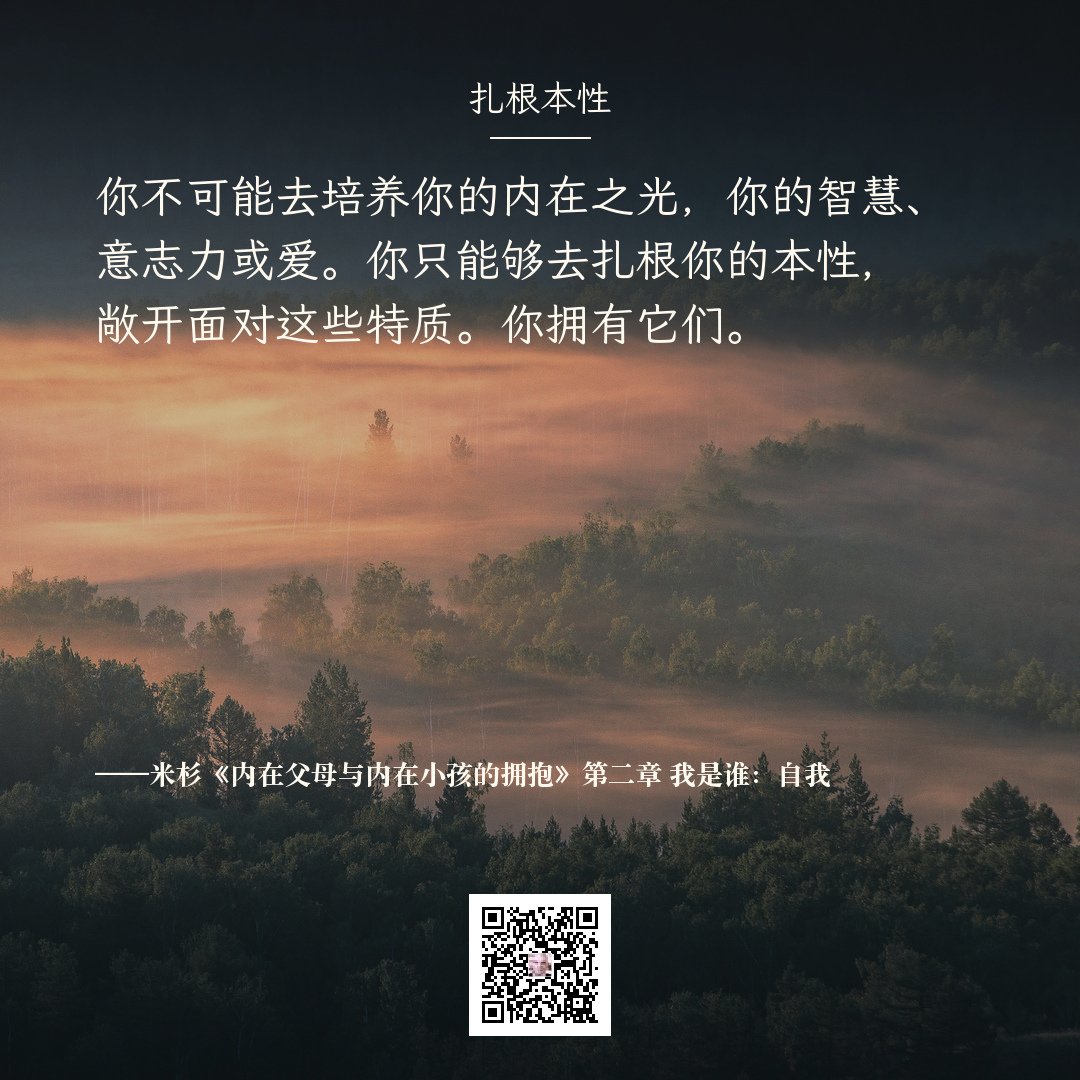 扎根本性
你不可能去培养你的内在之光，你的智慧、
意志力或爱。你只能够去扎根你的本性，
敞开面对这些特质。你拥有它们。
——米杉《内在父母与内在小孩的拥抱》第二章 我是谁：自我